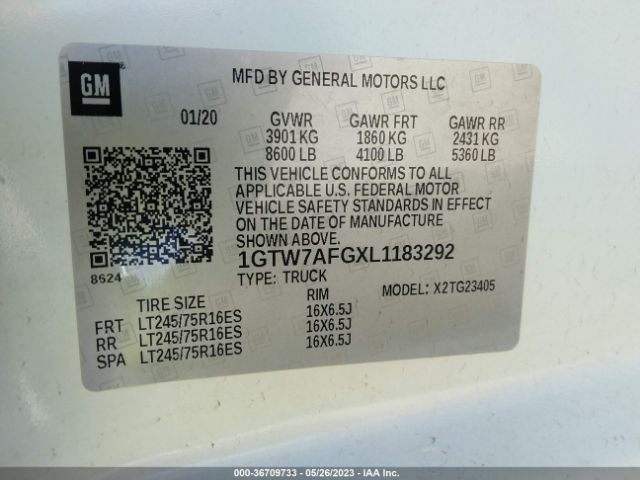 GM
MFD BY GENERAL MOTORS LLC
01/20 GVWR GAWR FRT GAWR RR
3901 KG 1860 KG 2431 KG
8600 LB 4100 LB 5360 LB
THIS VEHICLE CONFORMS TO ALL
APPLICABLE U.S. FEDERAL MOTOR
VEHICLE SAFETY STANDARDS IN EFFECT
ON THE DATE OF MANUFACTURE
SHOWN ABOVE.
1GTW7AFGXL1183292
8624
TYPE: TRUCK MODEL: X2TG23405
TIRE SIZE RIM
FRT LT245/75R16ES 16X6.5J
RR LT245/75R16ES 16X6.5J
SPA LT245/75R16ES 16X6.5J
©000-36709733 - 05/26/2023 - IAA Inc.